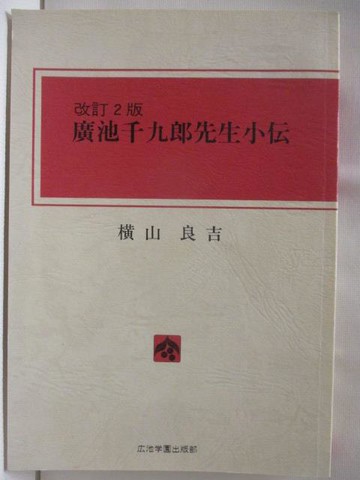 改訂2版
廣池千九郎先生小伝
横山良吉
広池学園出版部